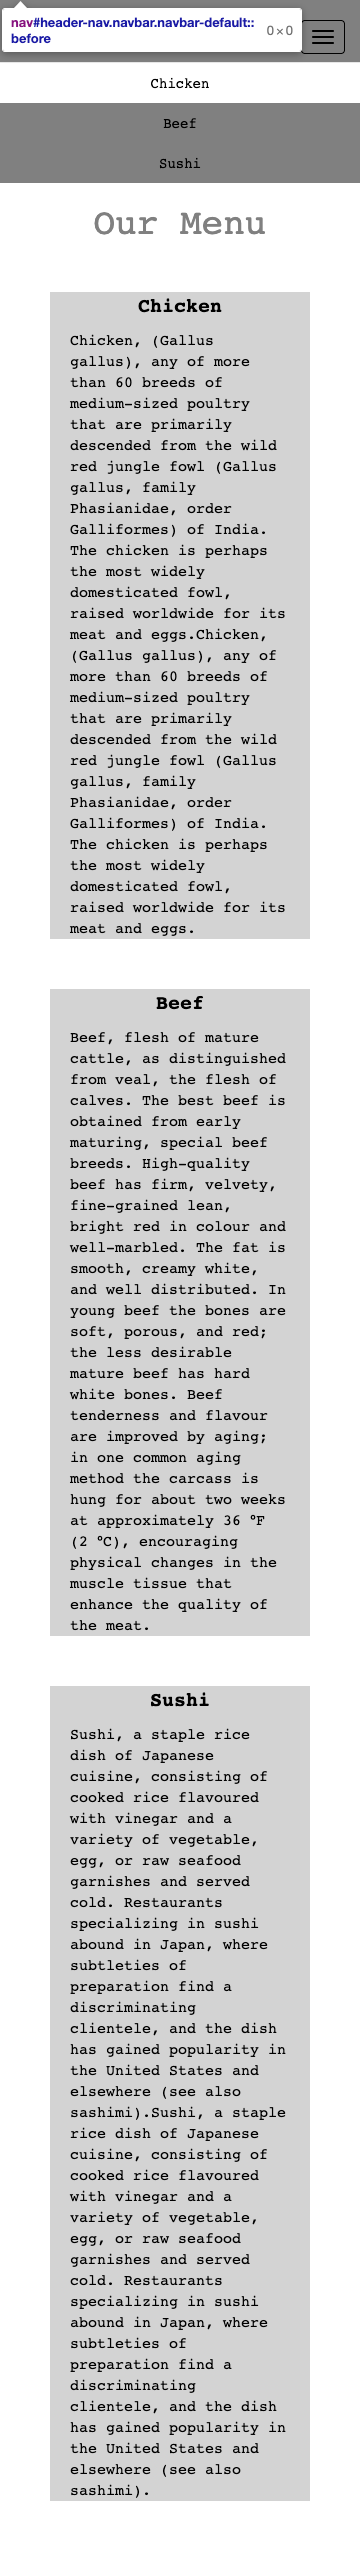 nav#header-nav.navbar.navbar-default::
before
0×0
Chicken
Beef
Sushi
Our Menu
Chicken
Chicken, (Gallus
gallus), any of more
than 60 breeds of
medium-sized poultry
that are primarily
descended from the wild
red jungle fowl (Gallus
gallus, family
Phasianidae, order
Galliformes) of India.
The chicken is perhaps
the most widely
domesticated fowl,
raised worldwide for its
meat and eggs.Chicken,
(Gallus gallus), any of
more than 60 breeds of
medium-sized poultry
that are primarily
descended from the wild
red jungle fowl (Gallus
gallus, family
Phasianidae, order
Galliformes) of India.
The chicken is perhaps
the most widely
domesticated fowl,
raised worldwide for its
meat and eggs.
Beef
Beef, flesh of mature
cattle, as distinguished
from veal, the flesh of
calves. The best beef is
obtained from early
maturing, special beef
breeds. High-quality
beef has firm, velvety,
fine-grained lean,
bright red in colour and
well-marbled. The fat is
smooth, creamy white,
and well distributed. In
young beef the bones are
soft, porous, and red;
the less desirable
mature beef has hard
white bones. Beef
tenderness and flavour
are improved by aging;
in one common aging
method the carcass is
hung for about two weeks
at approximately 36 °F
(2 °C), encouraging
physical changes in the
muscle tissue that
enhance the quality of
the meat.
Sushi
Sushi, a staple rice
dish of Japanese
cuisine, consisting of
cooked rice flavoured
with vinegar and a
variety of vegetable,
egg, or raw seafood
garnishes and served
cold. Restaurants
specializing in sushi
abound in Japan, where
subtleties of
preparation find a
discriminating
clientele, and the dish
has gained popularity in
the United States and
elsewhere (see also
sashimi).Sushi, a staple
rice dish of Japanese
cuisine, consisting of
cooked rice flavoured
with vinegar and a
variety of vegetable,
egg, or raw seafood
garnishes and served
cold. Restaurants
specializing in sushi
abound in Japan, where
subtleties of
preparation find a
discriminating
clientele, and the dish
has gained popularity in
the United States and
elsewhere (see also
sashimi).